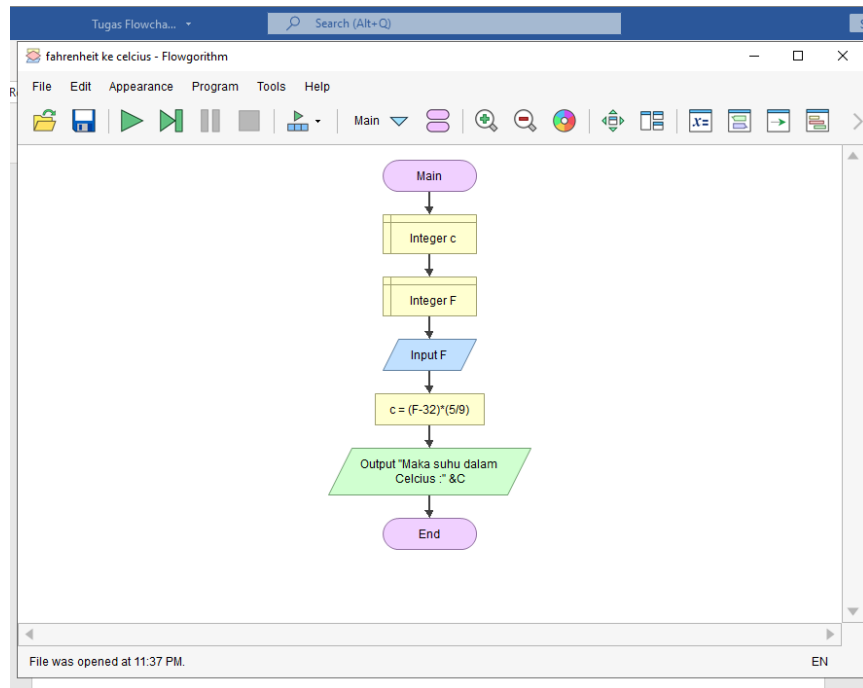 Tugas Flowcha...
Search (Alt+Q)
fahrenheit ke celcius - Flowgorithm
File Edit Appearance Program Tools Help
Main
x=
Main
Integer c
Integer F
Input F
c = (F-32)*(5/9)
Output "Maka suhu dalam
Celcius :" &C
End
File was opened at 11:37 PM.
EN